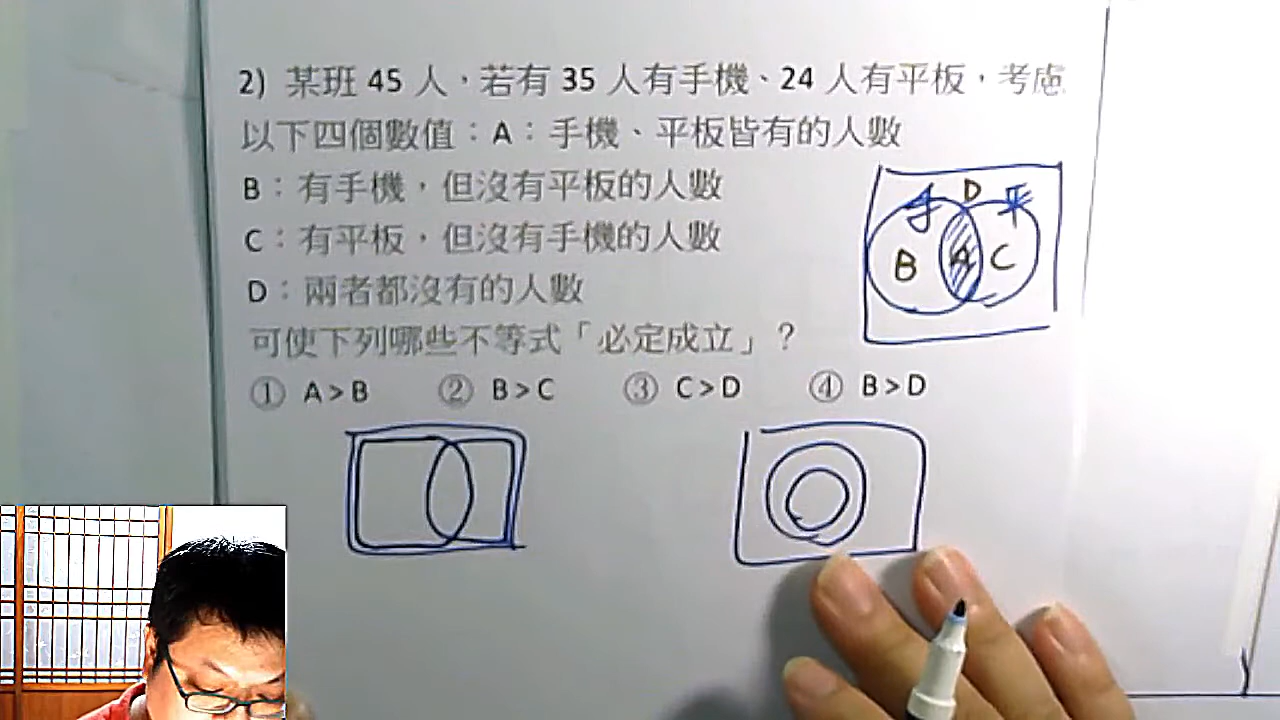 2) 某班 45 人，若有 35 人有手機、24 人有平板，考慮
以下四個數值：A：手機、平板皆有的人數
B：有手機，但沒有平板的人數
C：有平板，但沒有手機的人數
D：兩者都沒有的人數
可使下列哪些不等式「必定成立」？
① A > B ② B > C ③ C > D ④ B > D
手 D 平
B A C